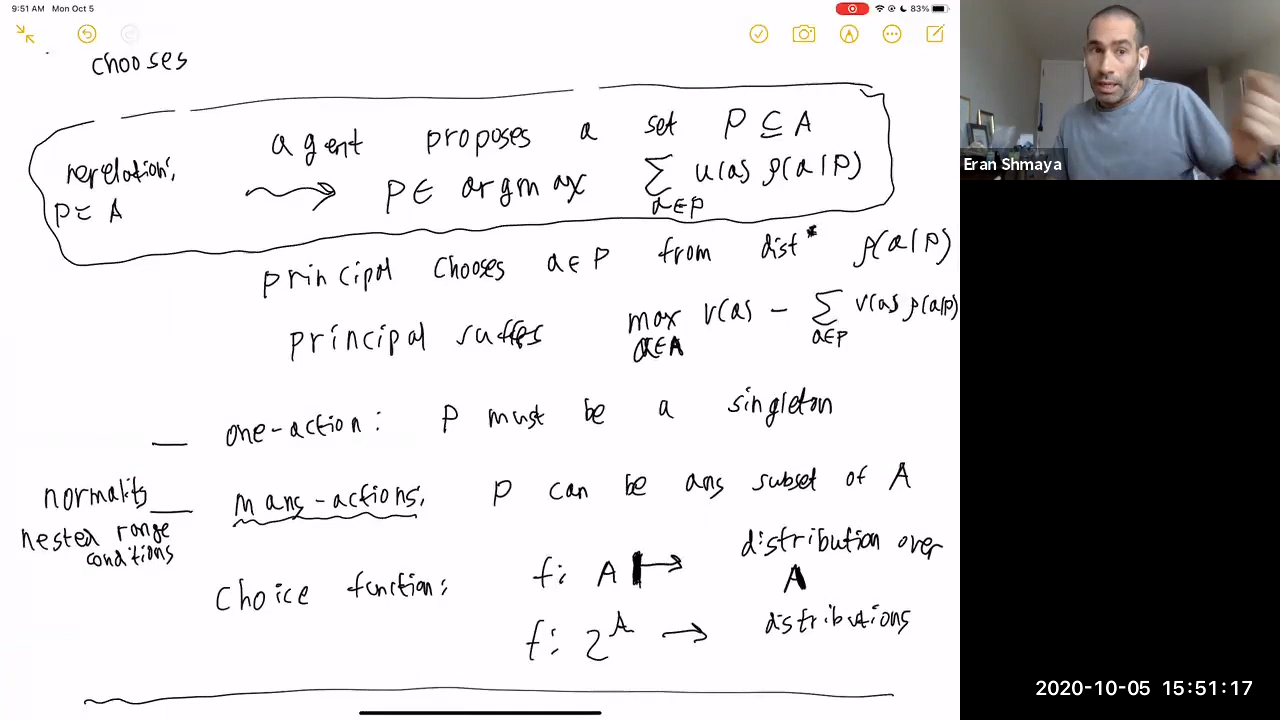 9:51 AM Mon Oct 5
83%
chooses
agent proposes a set P ⊆ A
P ∈ argmax ∑ u(a) ρ(a|P)
a∈P
P ⊆ A
principal chooses a∈P from dist ρ(a|P)
principal suffers max v(a) − ∑ v(a) ρ(a|P)
a∈A a∈P
one-action: P must be a singleton
normality
many-actions: P can be any subset of A
nested range
conditions
choice function: f: A ↦ distribution over
A
f: 2^A → distributions
Eran Shmaya
2020-10-05 15:51:17